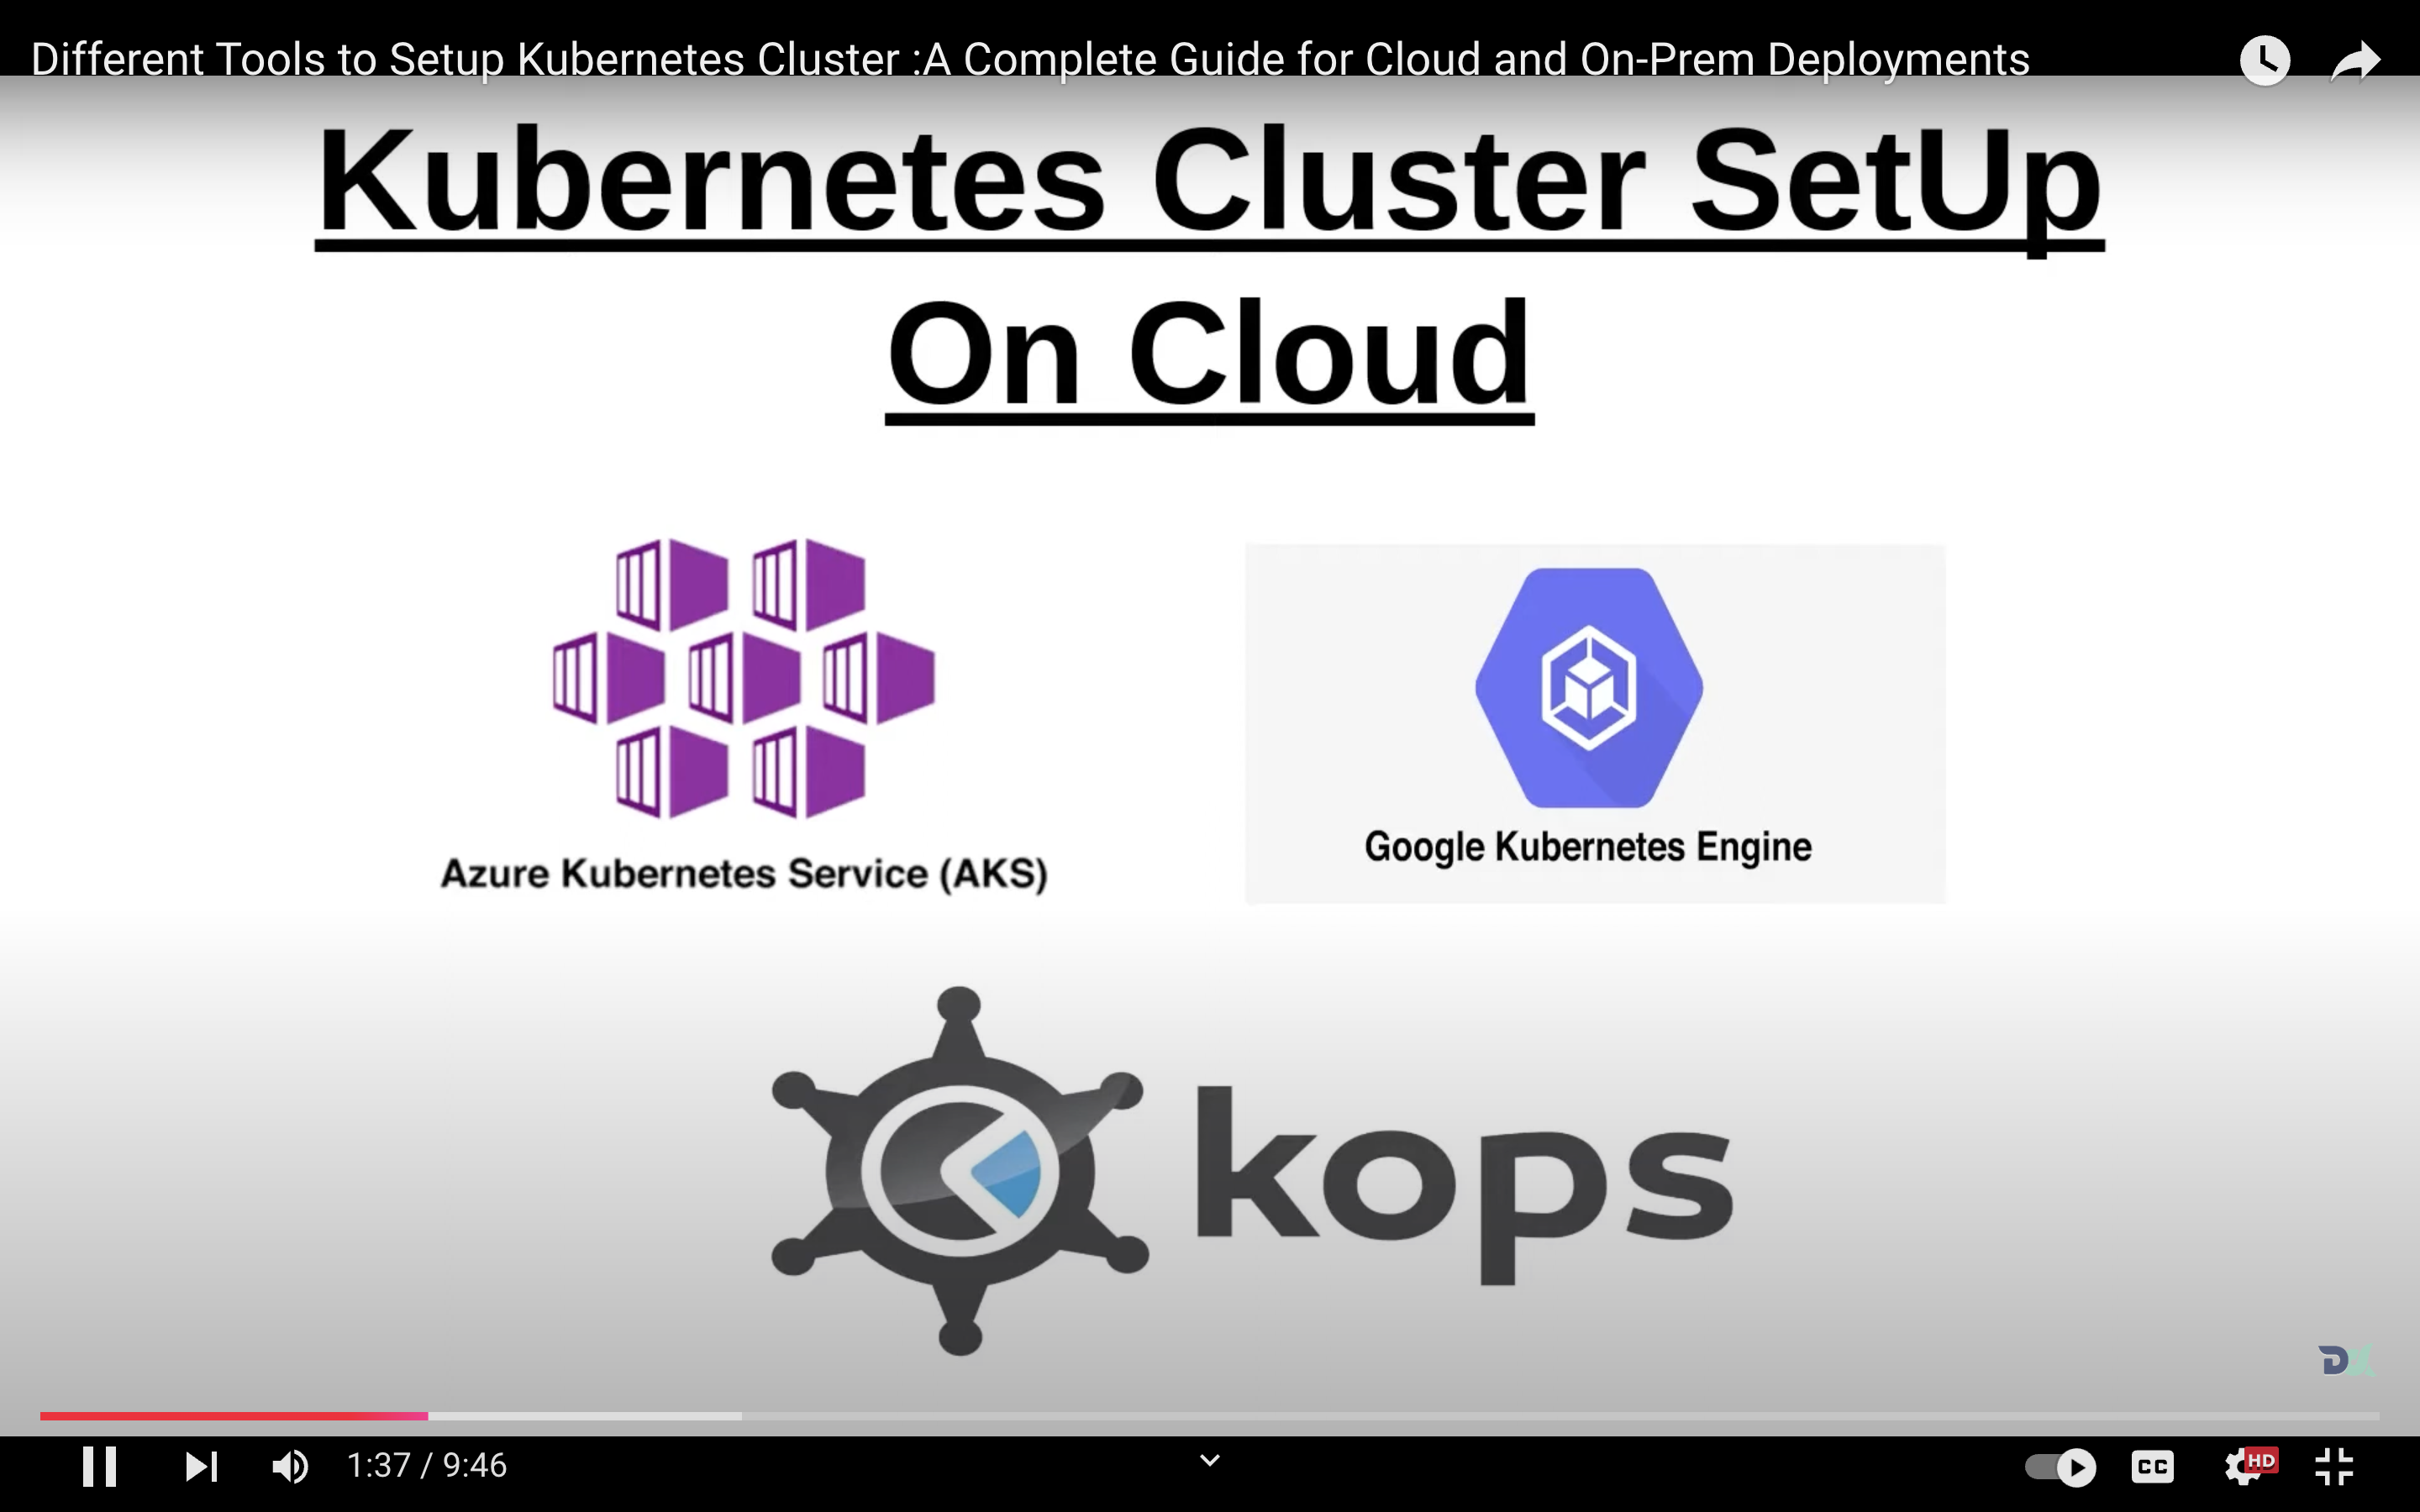 Different Tools to Setup Kubernetes Cluster :A Complete Guide for Cloud and On-Prem Deployments
Kubernetes Cluster SetUp
On Cloud
Azure Kubernetes Service (AKS)
Google Kubernetes Engine
kops
DX
1:37 / 9:46
CC
HD